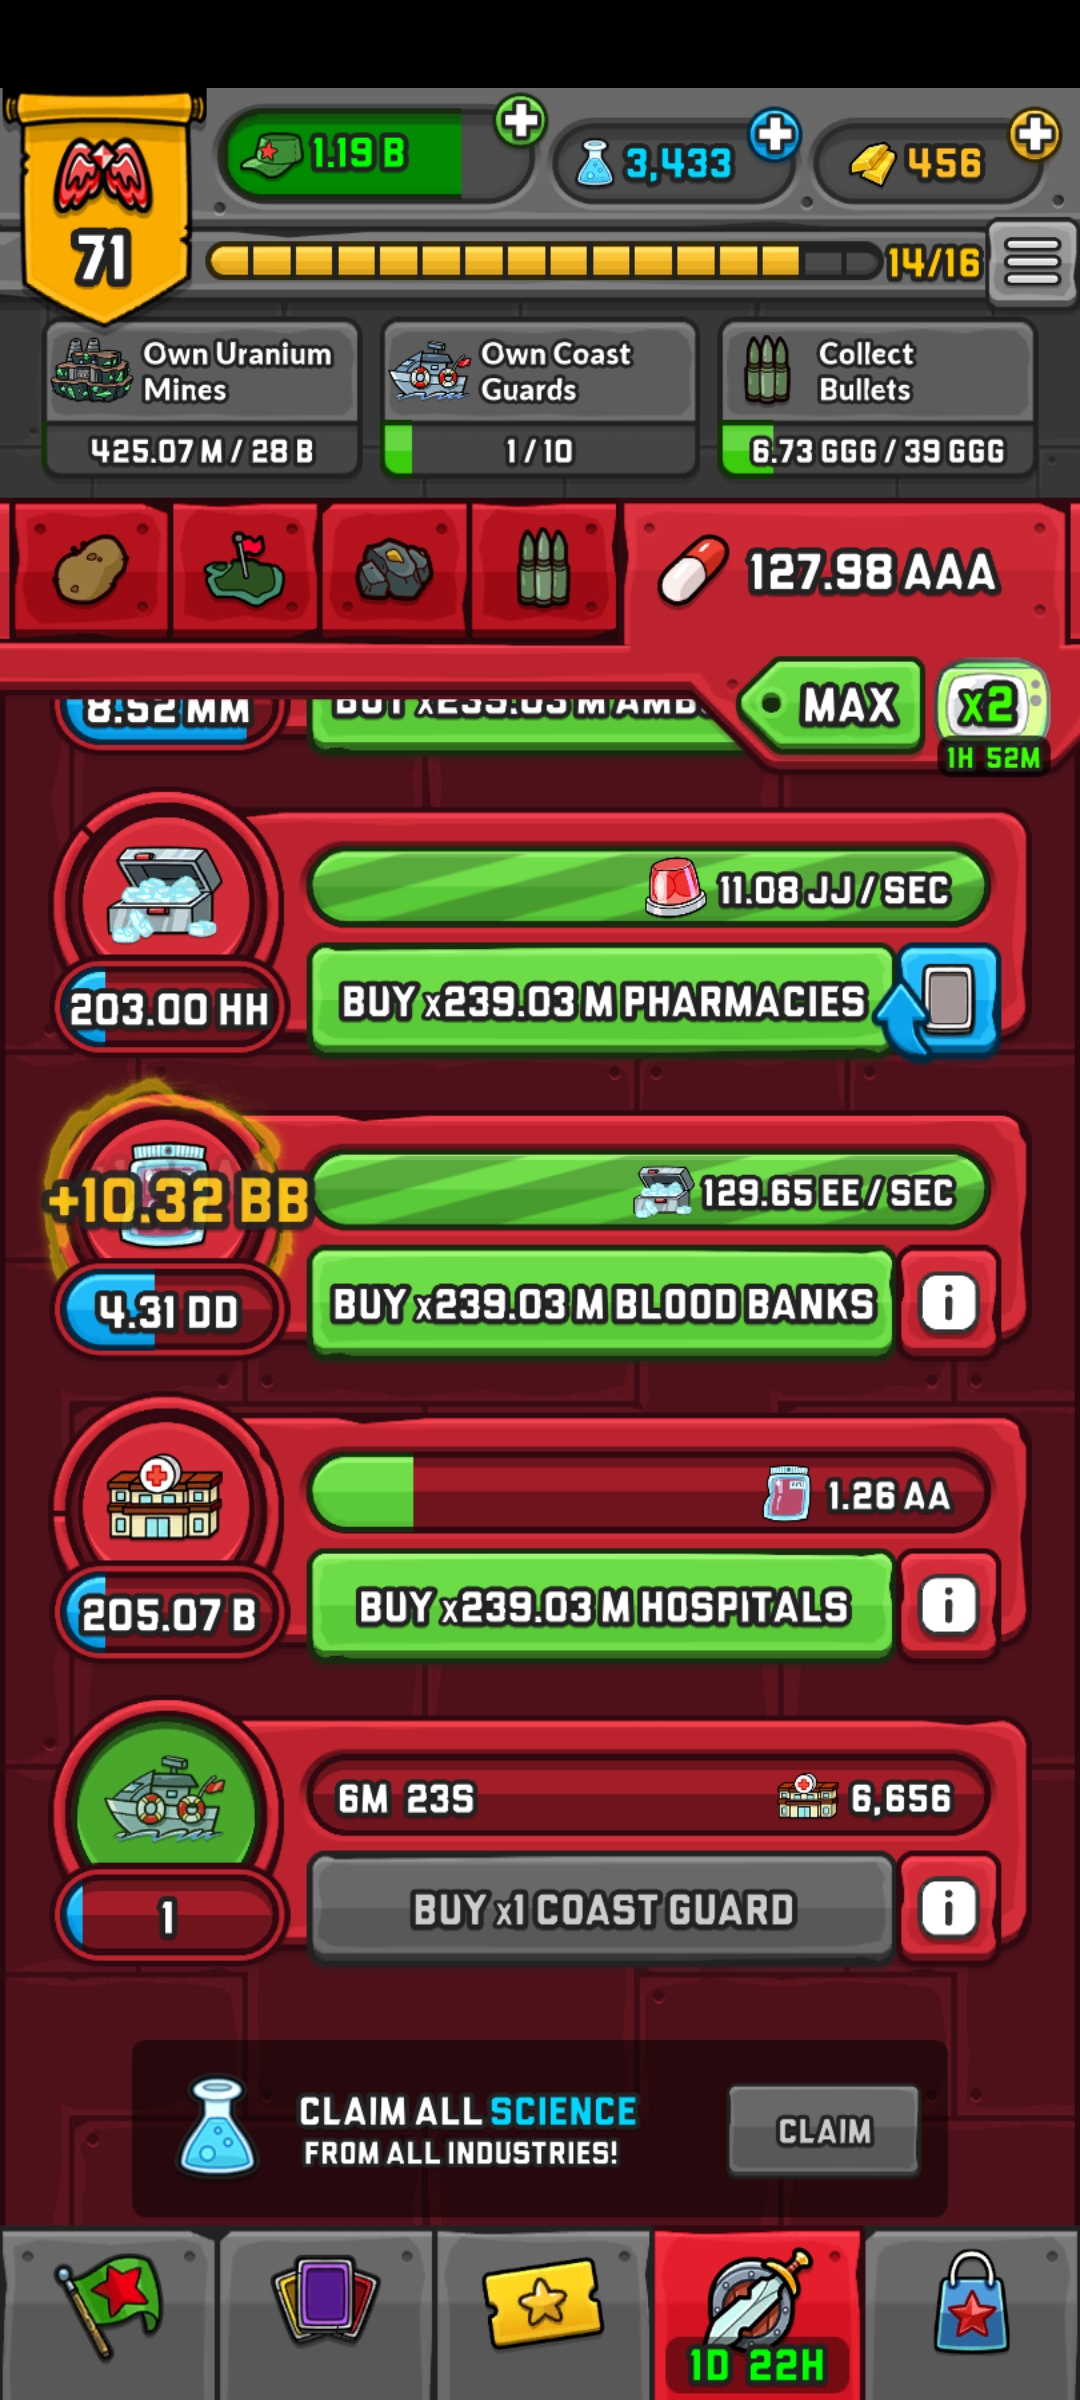 1.19 B
3,433
456
71
14/16
Own Uranium
Mines
425.07 M / 28 B
Own Coast
Guards
1 / 10
Collect
Bullets
6.73 GGG / 39 GGG
127.98 AAA
MAX
x2
1H 52M
8.52 MM
BUY x239.03 M AMB
11.08 JJ / SEC
203.00 HH
BUY x239.03 M PHARMACIES
+10.32 BB
129.65 EE / SEC
4.31 DD
BUY x239.03 M BLOOD BANKS
i
1.26 AA
205.07 B
BUY x239.03 M HOSPITALS
i
6M 23S
6,656
1
BUY x1 COAST GUARD
i
CLAIM ALL SCIENCE
FROM ALL INDUSTRIES!
CLAIM
1D 22H